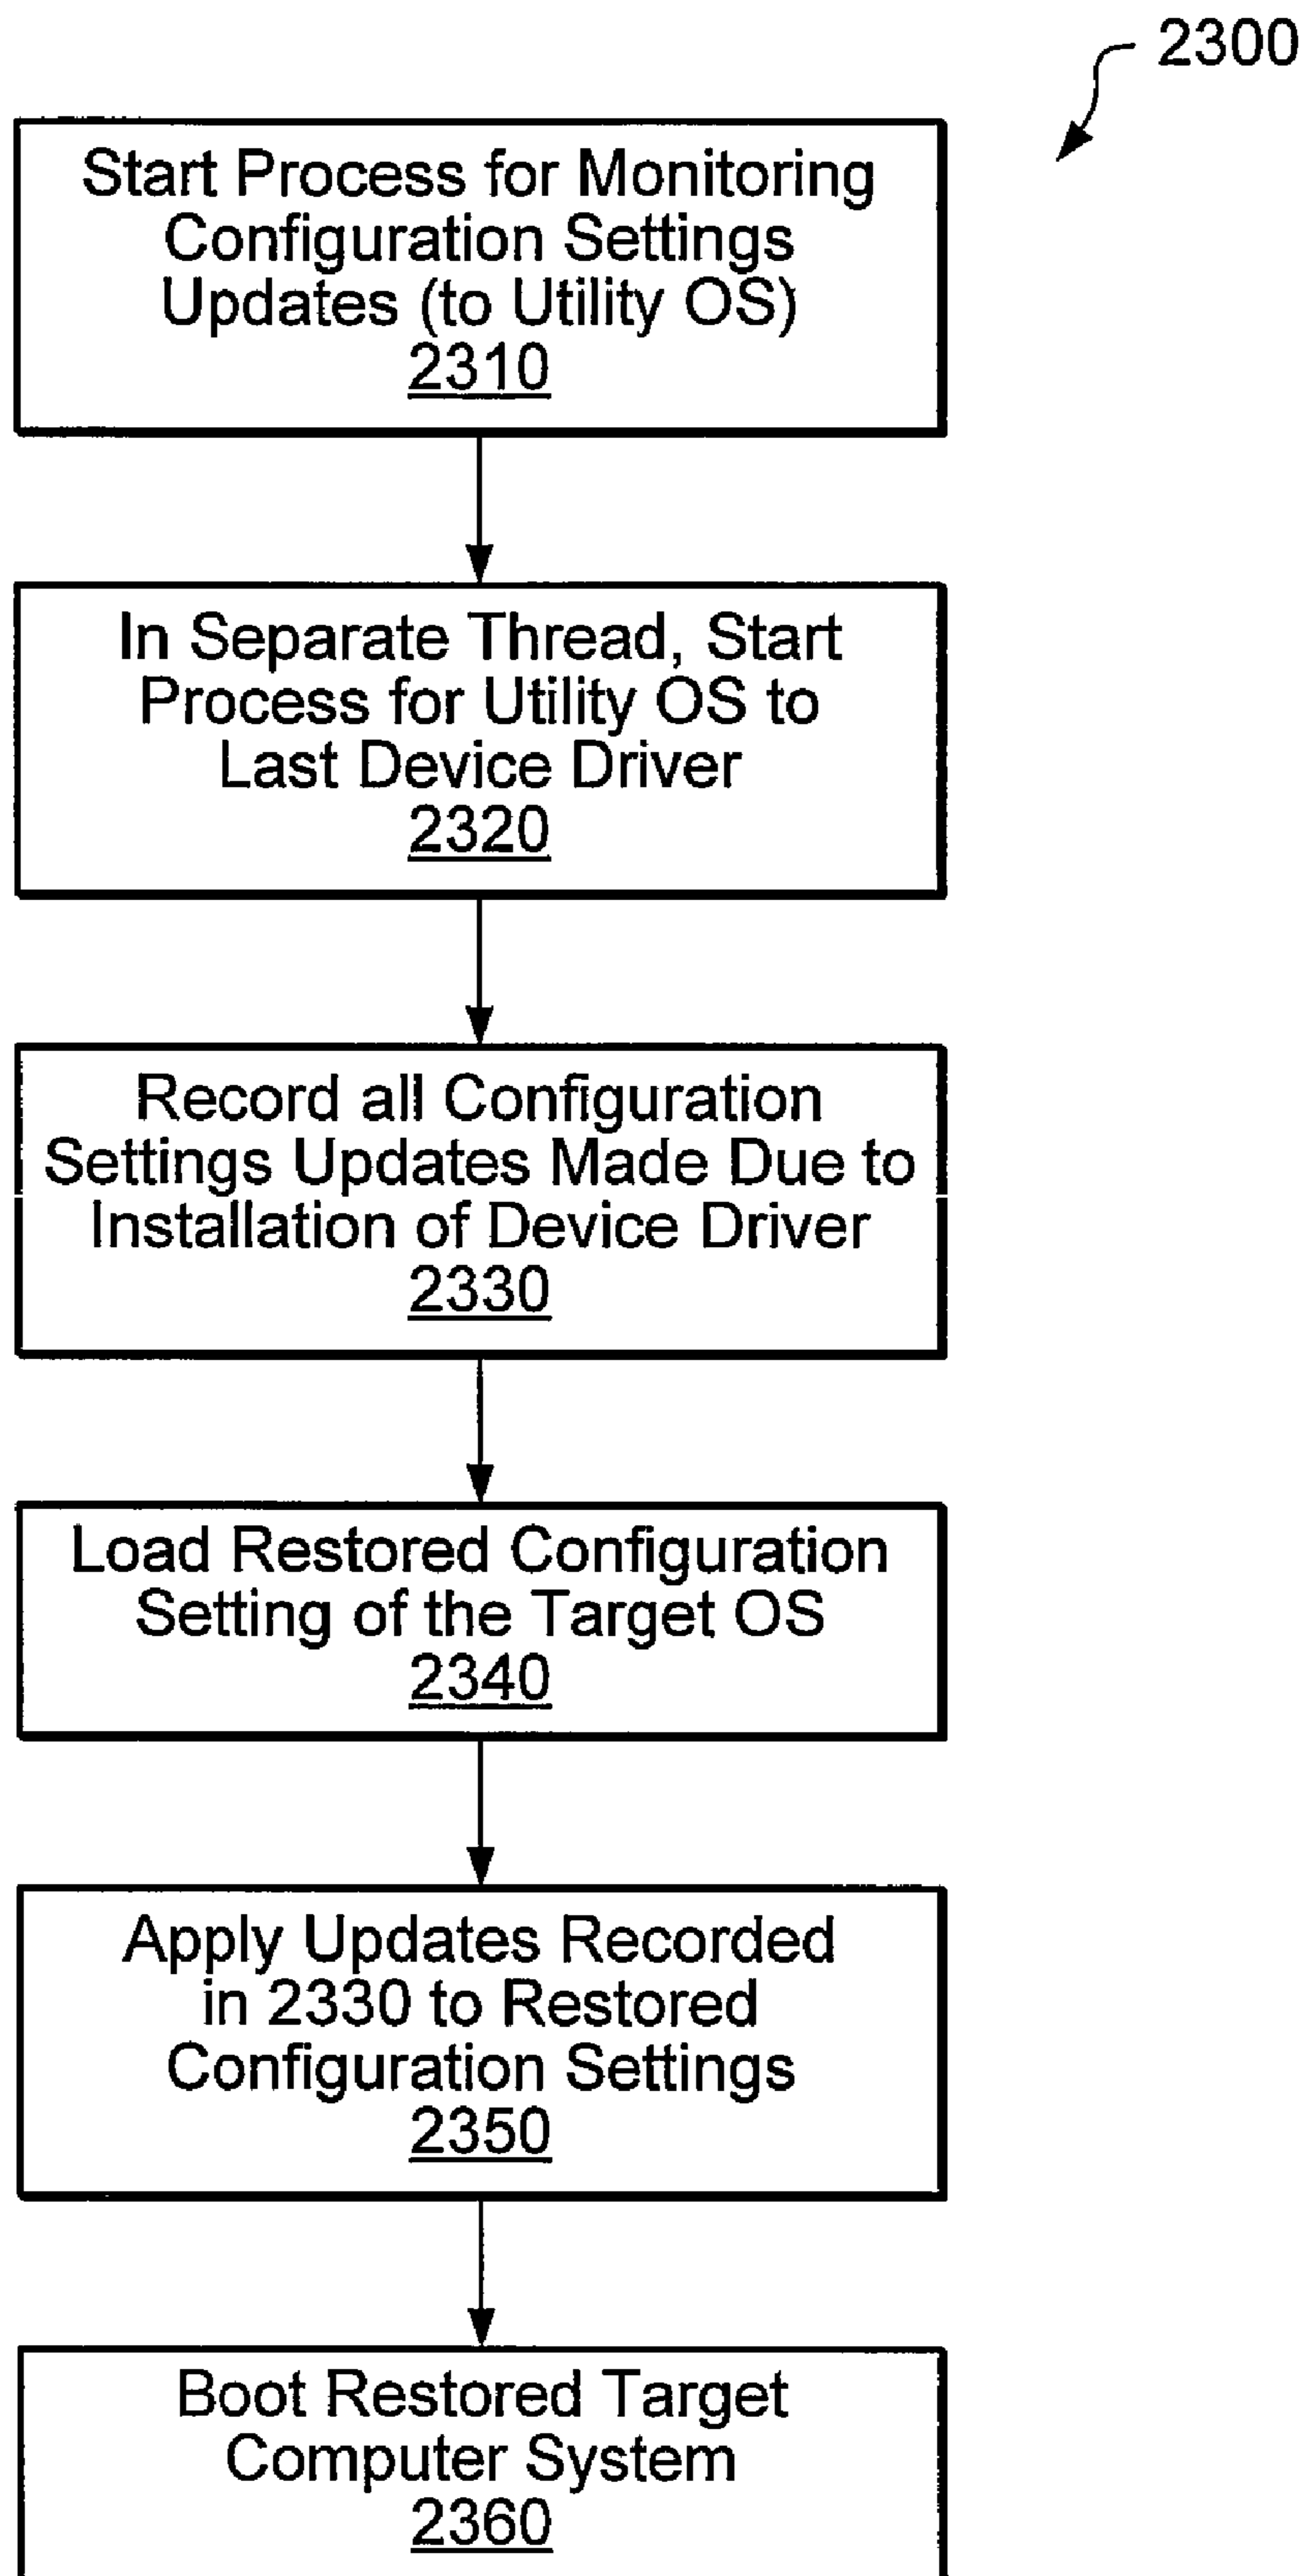 2300
Start Process for Monitoring
Configuration Settings
Updates (to Utility OS)
2310
In Separate Thread, Start
Process for Utility OS to
Last Device Driver
2320
Record all Configuration
Settings Updates Made Due to
Installation of Device Driver
2330
Load Restored Configuration
Setting of the Target OS
2340
Apply Updates Recorded
in 2330 to Restored
Configuration Settings
2350
Boot Restored Target
Computer System
2360